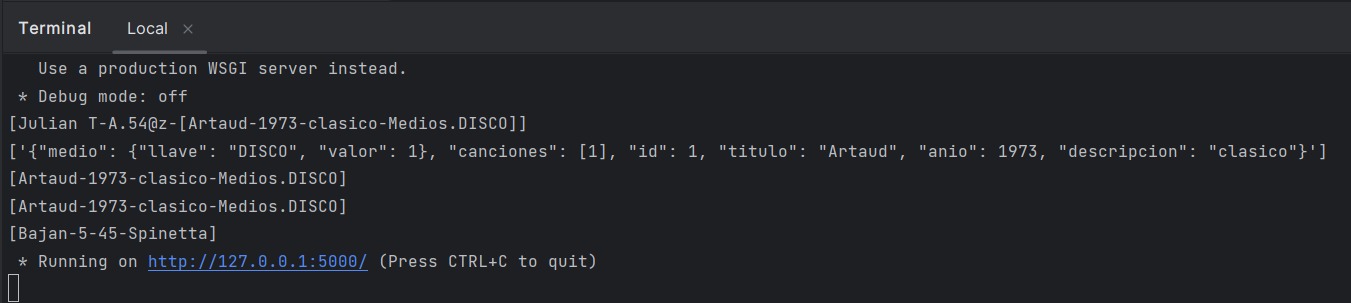 Terminal Local ×
Use a production WSGI server instead.
* Debug mode: off
[Julian T-A.54@z-[Artaud-1973-clasico-Medios.DISCO]]
['{"medio": {"llave": "DISCO", "valor": 1}, "canciones": [1], "id": 1, "titulo": "Artaud", "anio": 1973, "descripcion": "clasico"}']
[Artaud-1973-clasico-Medios.DISCO]
[Artaud-1973-clasico-Medios.DISCO]
[Bajan-5-45-Spinetta]
* Running on http://127.0.0.1:5000/ (Press CTRL+C to quit)